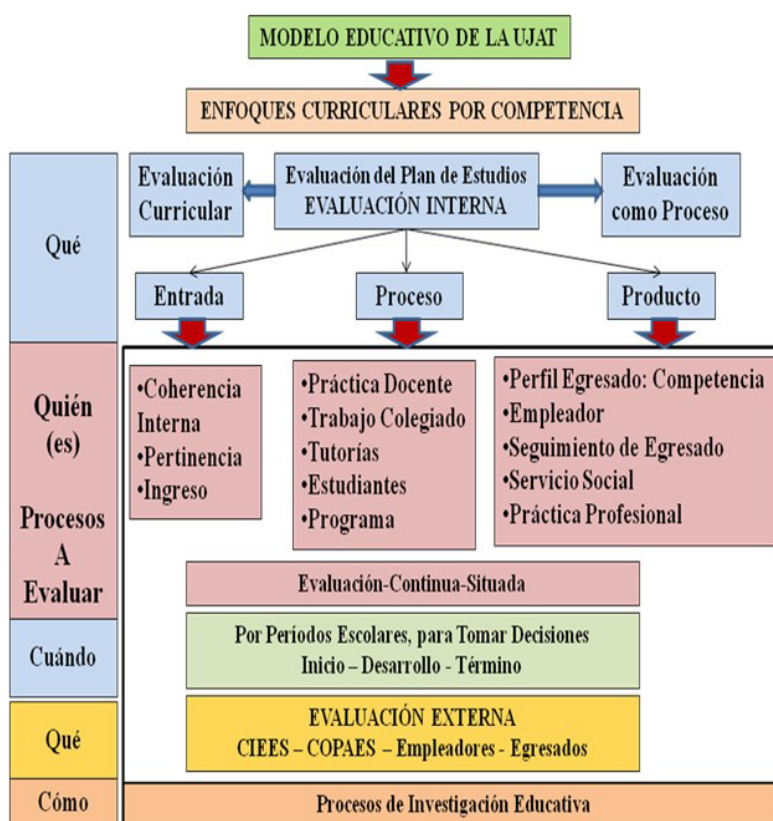 MODELO EDUCATIVO DE LA UJAT
ENFOQUES CURRICULARES POR COMPETENCIA
Qué
Evaluación
Curricular
Evaluación del Plan de Estudios
EVALUACIÓN INTERNA
Evaluación
como Proceso
Entrada
Proceso
Producto
Quién
(es)
Procesos
A
Evaluar
•Coherencia
Interna
•Pertinencia
•Ingreso
•Práctica Docente
•Trabajo Colegiado
•Tutorías
•Estudiantes
•Programa
•Perfil Egresado: Competencia
•Empleador
•Seguimiento de Egresado
•Servicio Social
•Práctica Profesional
Evaluación-Continua-Situada
Cuándo
Por Períodos Escolares, para Tomar Decisiones
Inicio – Desarrollo - Término
Qué
EVALUACIÓN EXTERNA
CIEES – COPAES – Empleadores - Egresados
Cómo
Procesos de Investigación Educativa